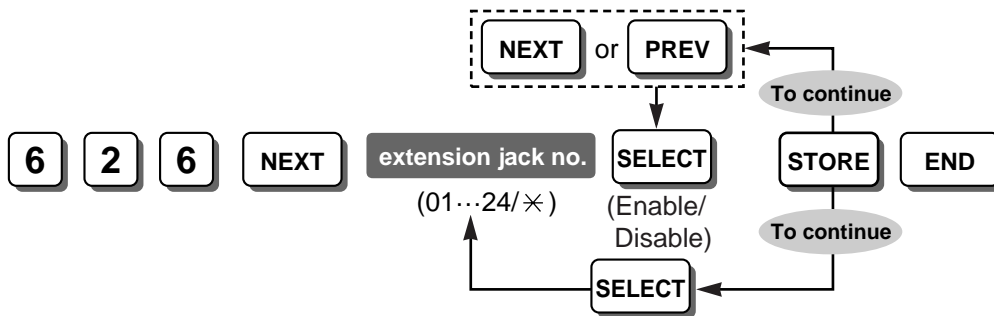 NEXT or PREV
To continue
6 2 6 NEXT extension jack no. SELECT STORE END
(01···24/✳)
(Enable/
Disable)
To continue
SELECT